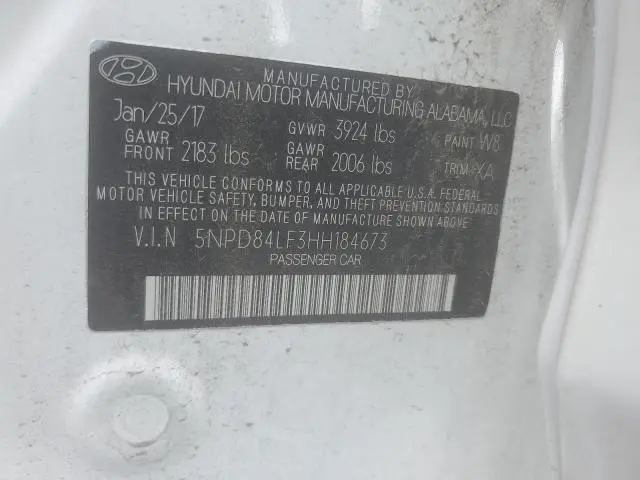 MANUFACTURED BY
HYUNDAI MOTOR MANUFACTURING ALABAMA, LLC
Jan/25/17 GVWR 3924 lbs PAINT W8
GAWR FRONT 2183 lbs GAWR REAR 2006 lbs TRIM XA
THIS VEHICLE CONFORMS TO ALL APPLICABLE U.S.A. FEDERAL
MOTOR VEHICLE SAFETY, BUMPER, AND THEFT PREVENTION STANDARDS
IN EFFECT ON THE DATE OF MANUFACTURE SHOWN ABOVE
V.I.N 5NPD84LF3HH184673
PASSENGER CAR